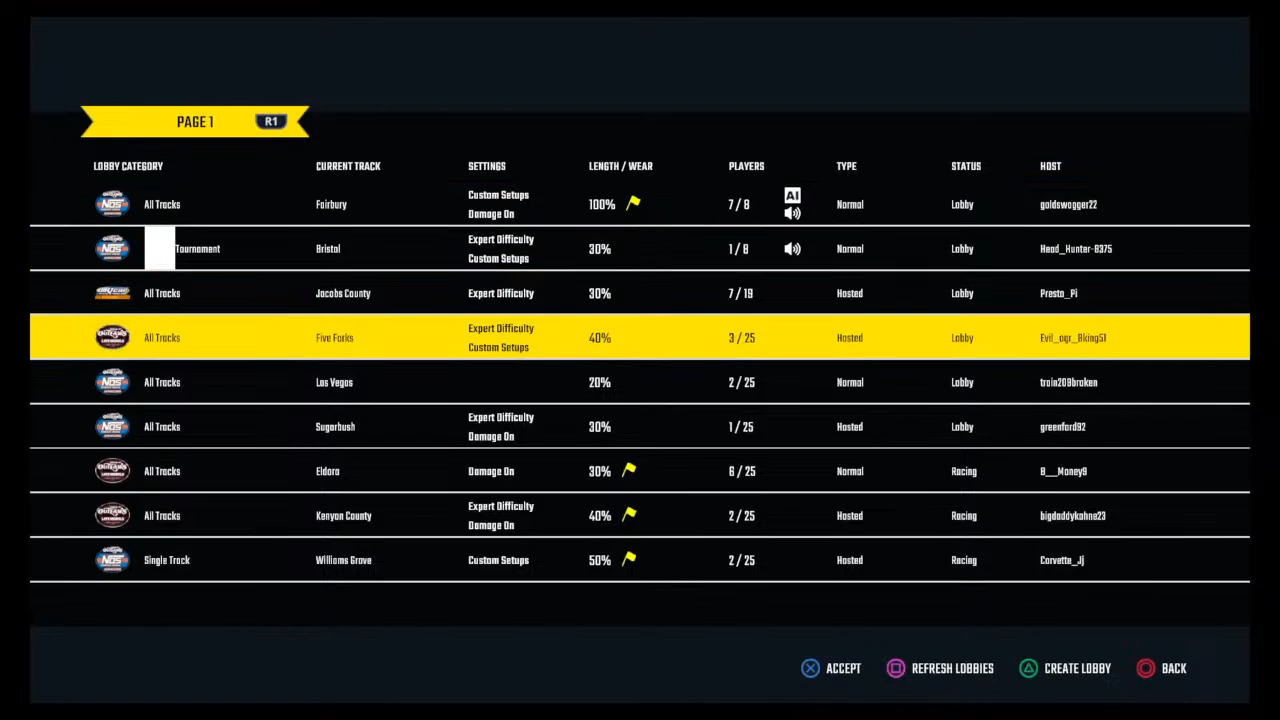 PAGE 1 R1
LOBBY CATEGORY CURRENT TRACK SETTINGS LENGTH / WEAR PLAYERS TYPE STATUS HOST
All Tracks Fairbury Custom Setups Damage On 100% 7 / 8 AI Normal Lobby goldswagger22
Tournament Bristol Expert Difficulty Custom Setups 30% 1 / 8 Normal Lobby Head_Hunter-8375
All Tracks Jacobs County Expert Difficulty 30% 7 / 19 Hosted Lobby Presto_Pi
All Tracks Five Forks Expert Difficulty Custom Setups 40% 3 / 25 Hosted Lobby Evil_ogr_Bking51
All Tracks Las Vegas 20% 2 / 25 Normal Lobby train209broken
All Tracks Sugarbush Expert Difficulty Damage On 30% 1 / 25 Hosted Lobby greenford92
All Tracks Eldora Damage On 30% 6 / 25 Normal Racing B__Money9
All Tracks Kenyan County Expert Difficulty Damage On 40% 2 / 25 Hosted Racing bigdaddykahne23
Single Track Williams Grove Custom Setups 50% 2 / 25 Hosted Racing Corvette_Jj
ACCEPT REFRESH LOBBIES CREATE LOBBY BACK